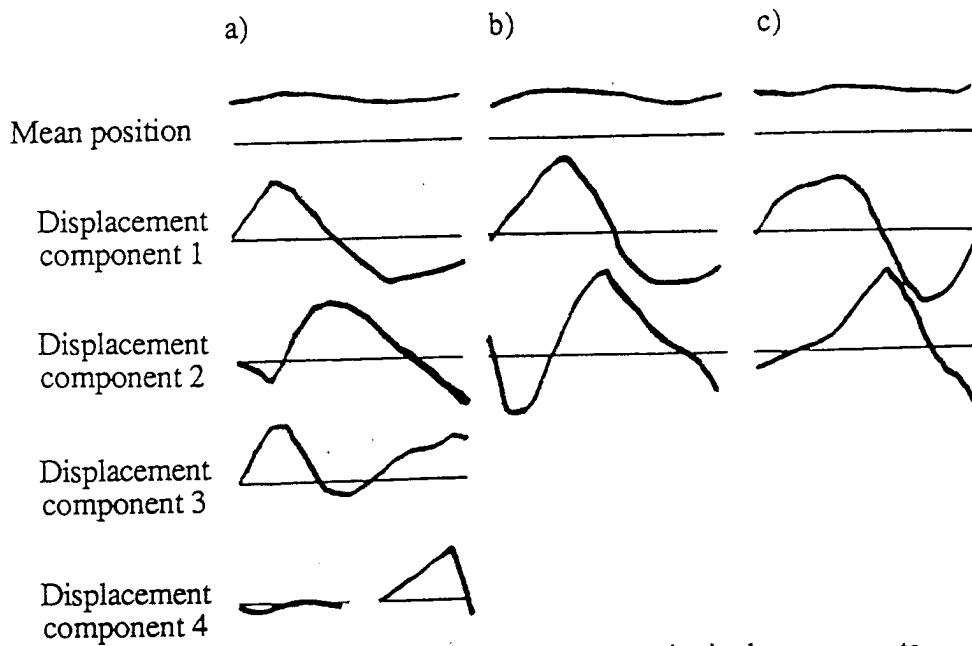 a)
b)
c)
Mean position
Displacement
component 1
Displacement
component 2
Displacement
component 3
Displacement
component 4